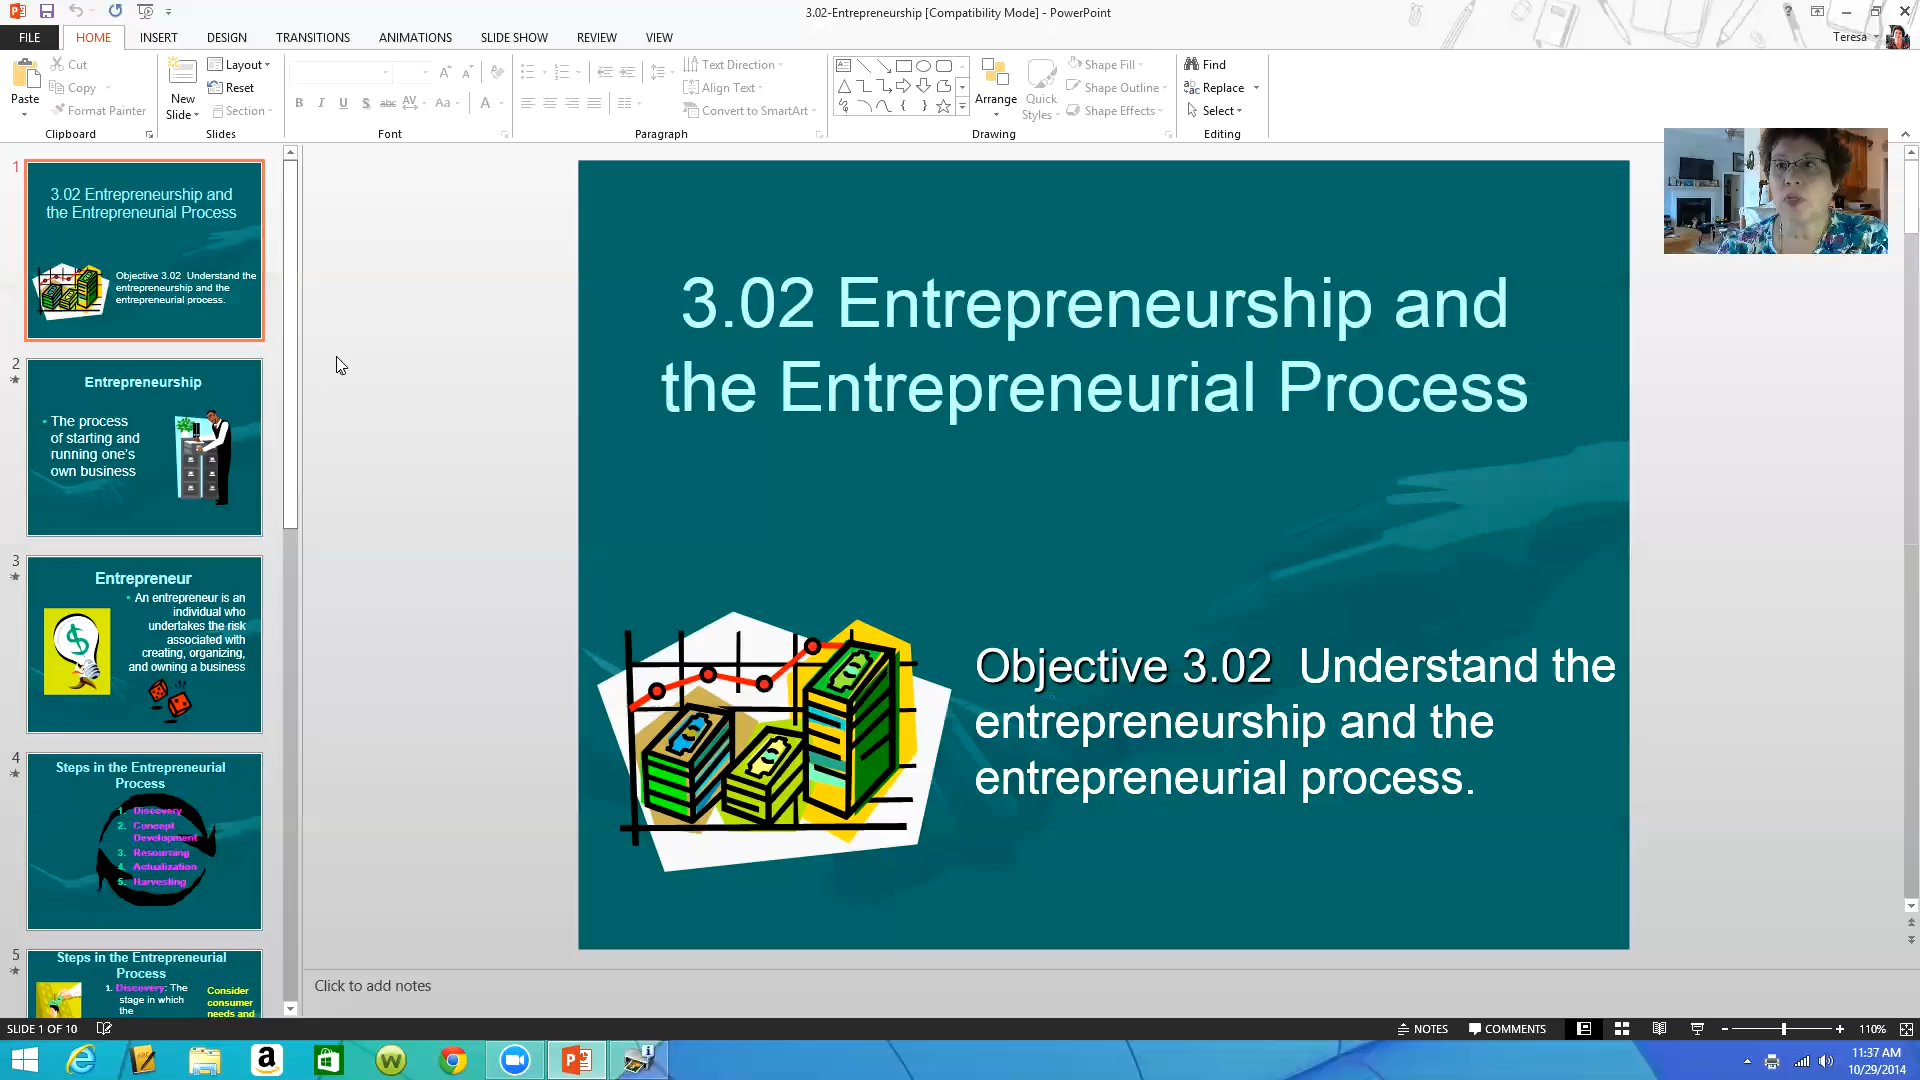 3.02-Entrepreneurship [Compatibility Mode] - PowerPoint
FILE HOME INSERT DESIGN TRANSITIONS ANIMATIONS SLIDE SHOW REVIEW VIEW
Teresa
Paste
Cut
Copy
Format Painter
Clipboard
New
Slide
Layout
Reset
Section
Slides
Font
Text Direction
Align Text
Convert to SmartArt
Paragraph
Arrange
Quick
Styles
Shape Fill
Shape Outline
Shape Effects
Drawing
Find
Replace
Select
Editing
1
3.02 Entrepreneurship and
the Entrepreneurial Process
Objective 3.02 Understand the
entrepreneurship and the
entrepreneurial process.
2
Entrepreneurship
• The process
of starting and
running one's
own business
3
Entrepreneur
• An entrepreneur is an
individual who
undertakes the risk
associated with
creating, organizing,
and owning a business
4
Steps in the Entrepreneurial
Process
1. Discovery
2. Concept
Development
3. Resourcing
4. Actualization
5. Harvesting
5
Steps in the Entrepreneurial
Process
1. Discovery: The
stage in which
the
Consider
consumer
needs and
3.02 Entrepreneurship and
the Entrepreneurial Process
Objective 3.02 Understand the
entrepreneurship and the
entrepreneurial process.
Click to add notes
SLIDE 1 OF 10
NOTES
COMMENTS
110%
11:37 AM
10/29/2014